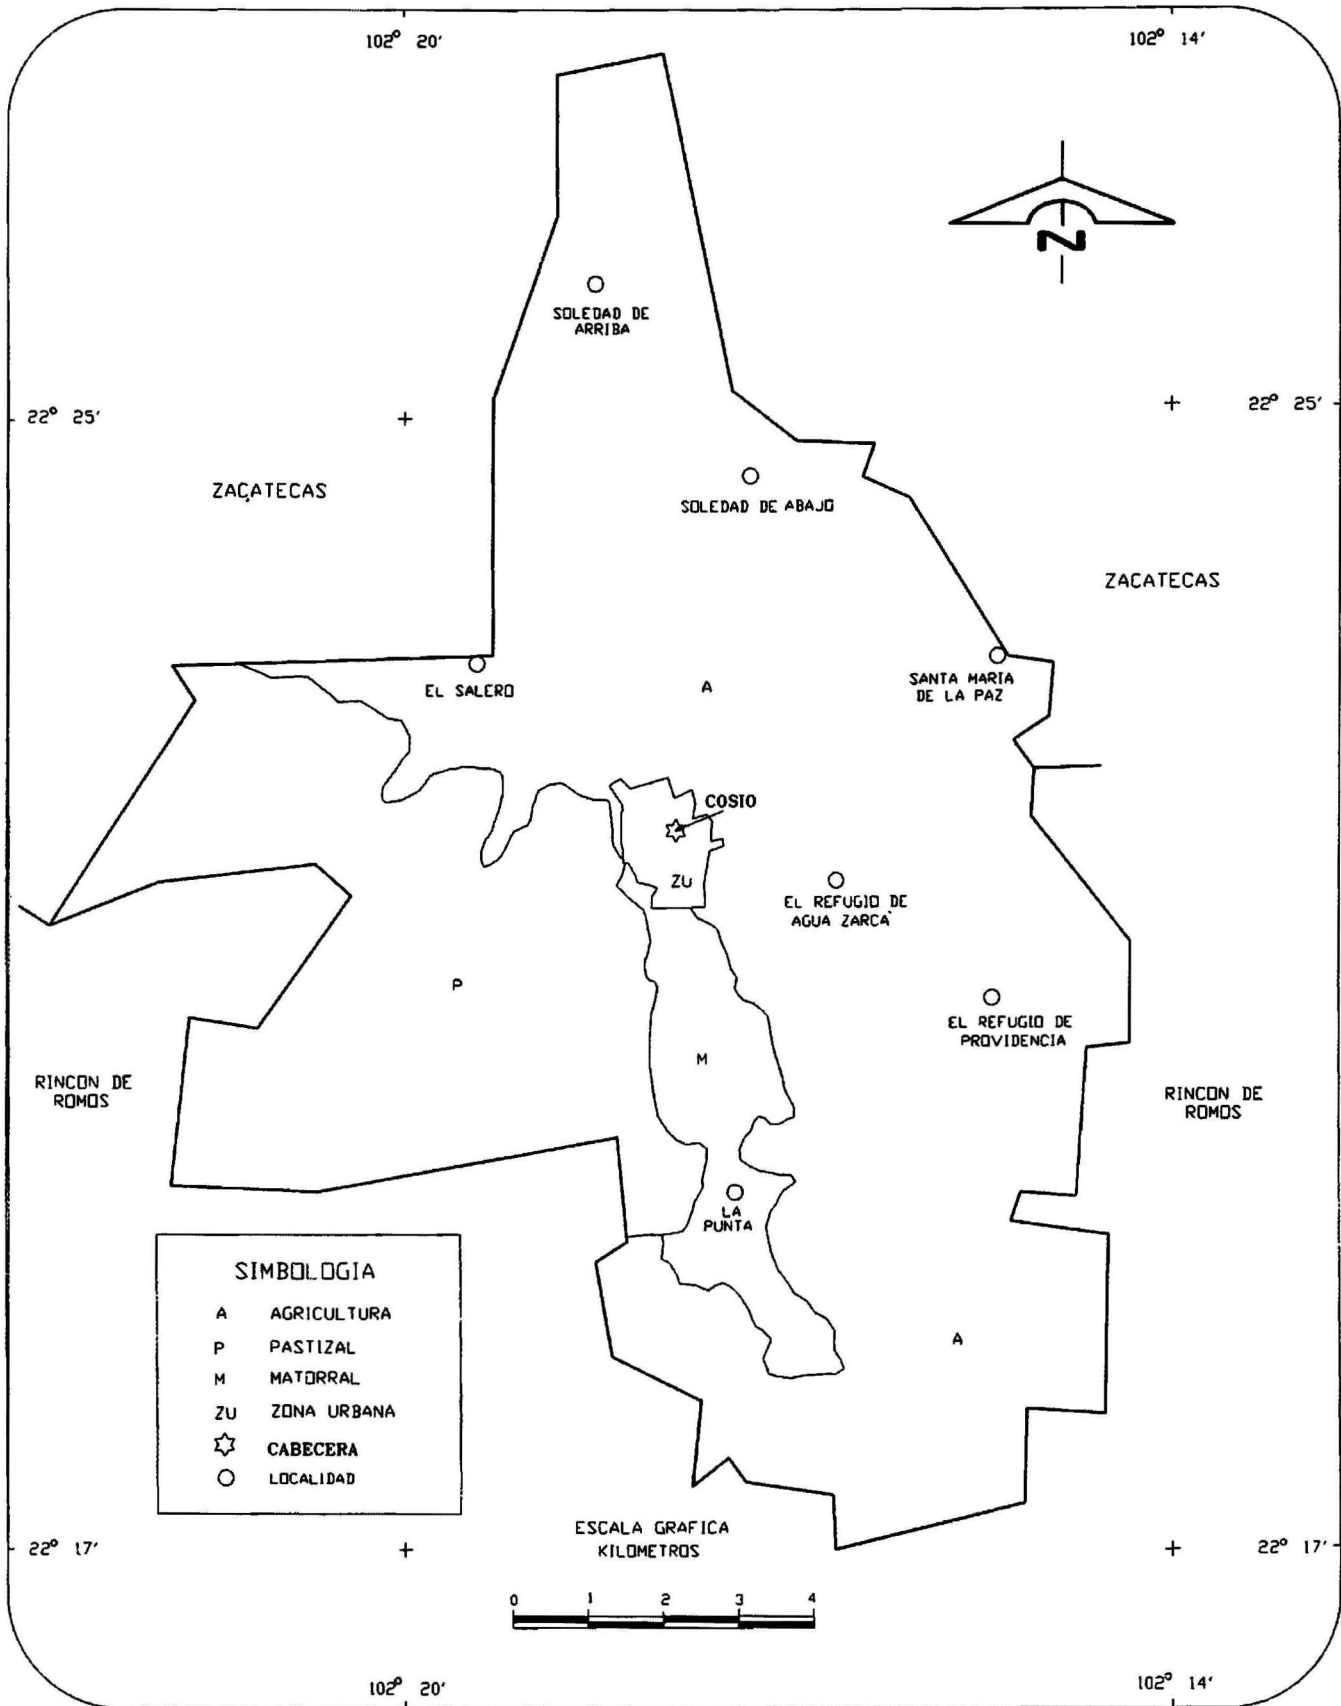 102° 20′
102° 14′
N
SOLEDAD DE
ARRIBA
22° 25′
22° 25′
ZACATECAS
SOLEDAD DE ABAJO
ZACATECAS
EL SALERO
A
SANTA MARIA
DE LA PAZ
COSIO
ZU
EL REFUGIO DE
AGUA ZARCA
P
EL REFUGIO DE
PROVIDENCIA
M
RINCON DE
ROMOS
RINCON DE
ROMOS
LA
PUNTA
SIMBOLOGIA
A AGRICULTURA
P PASTIZAL
M MATORRAL
ZU ZONA URBANA
CABECERA
LOCALIDAD
A
ESCALA GRAFICA
KILOMETROS
22° 17′
22° 17′
0 1 2 3 4
102° 20′
102° 14′